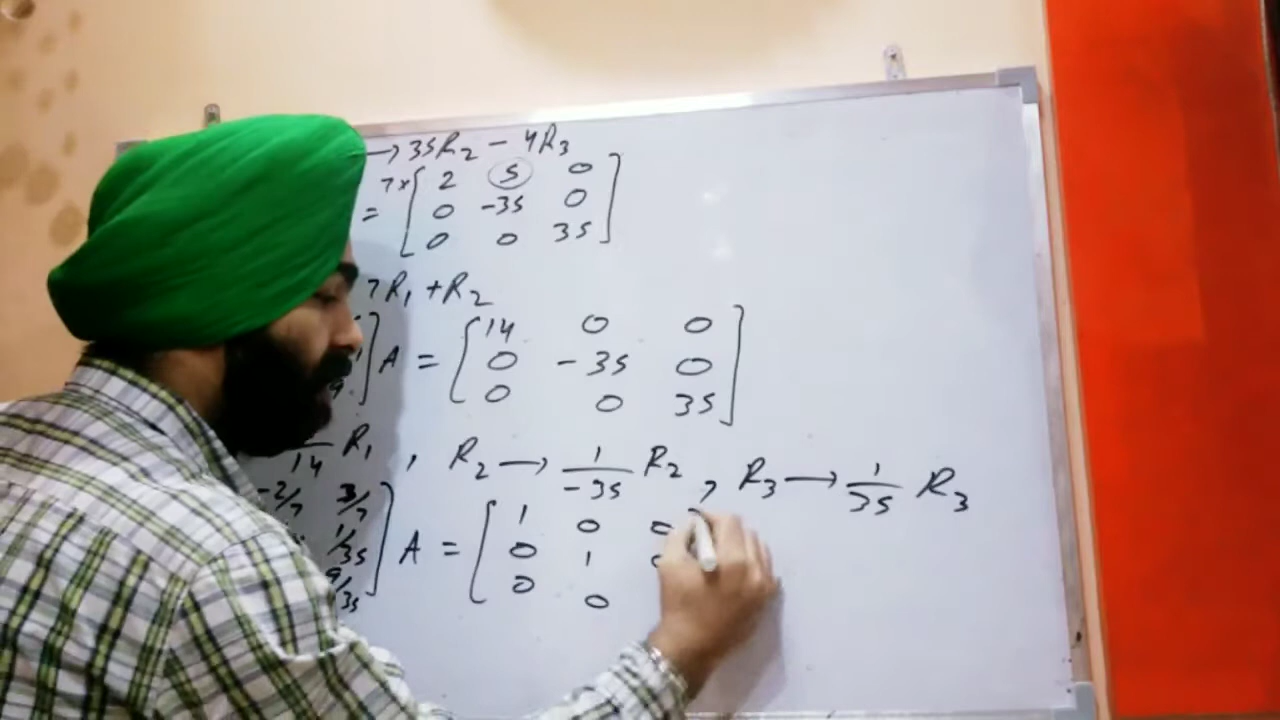 → 35R₂ - 4R₃
7× [ 2 5 0
= 0 -35 0
0 0 35 ]
7R₁ + R₂
] A = [ 14 0 0
0 -35 0
0 0 35 ]
14 R₁ , R₂ → 1/-35 R₂ , R₃ → 1/35 R₃
-2/7 3/7 ] [ 1 0 0
1/35 A = 0 1
9/35 0 0